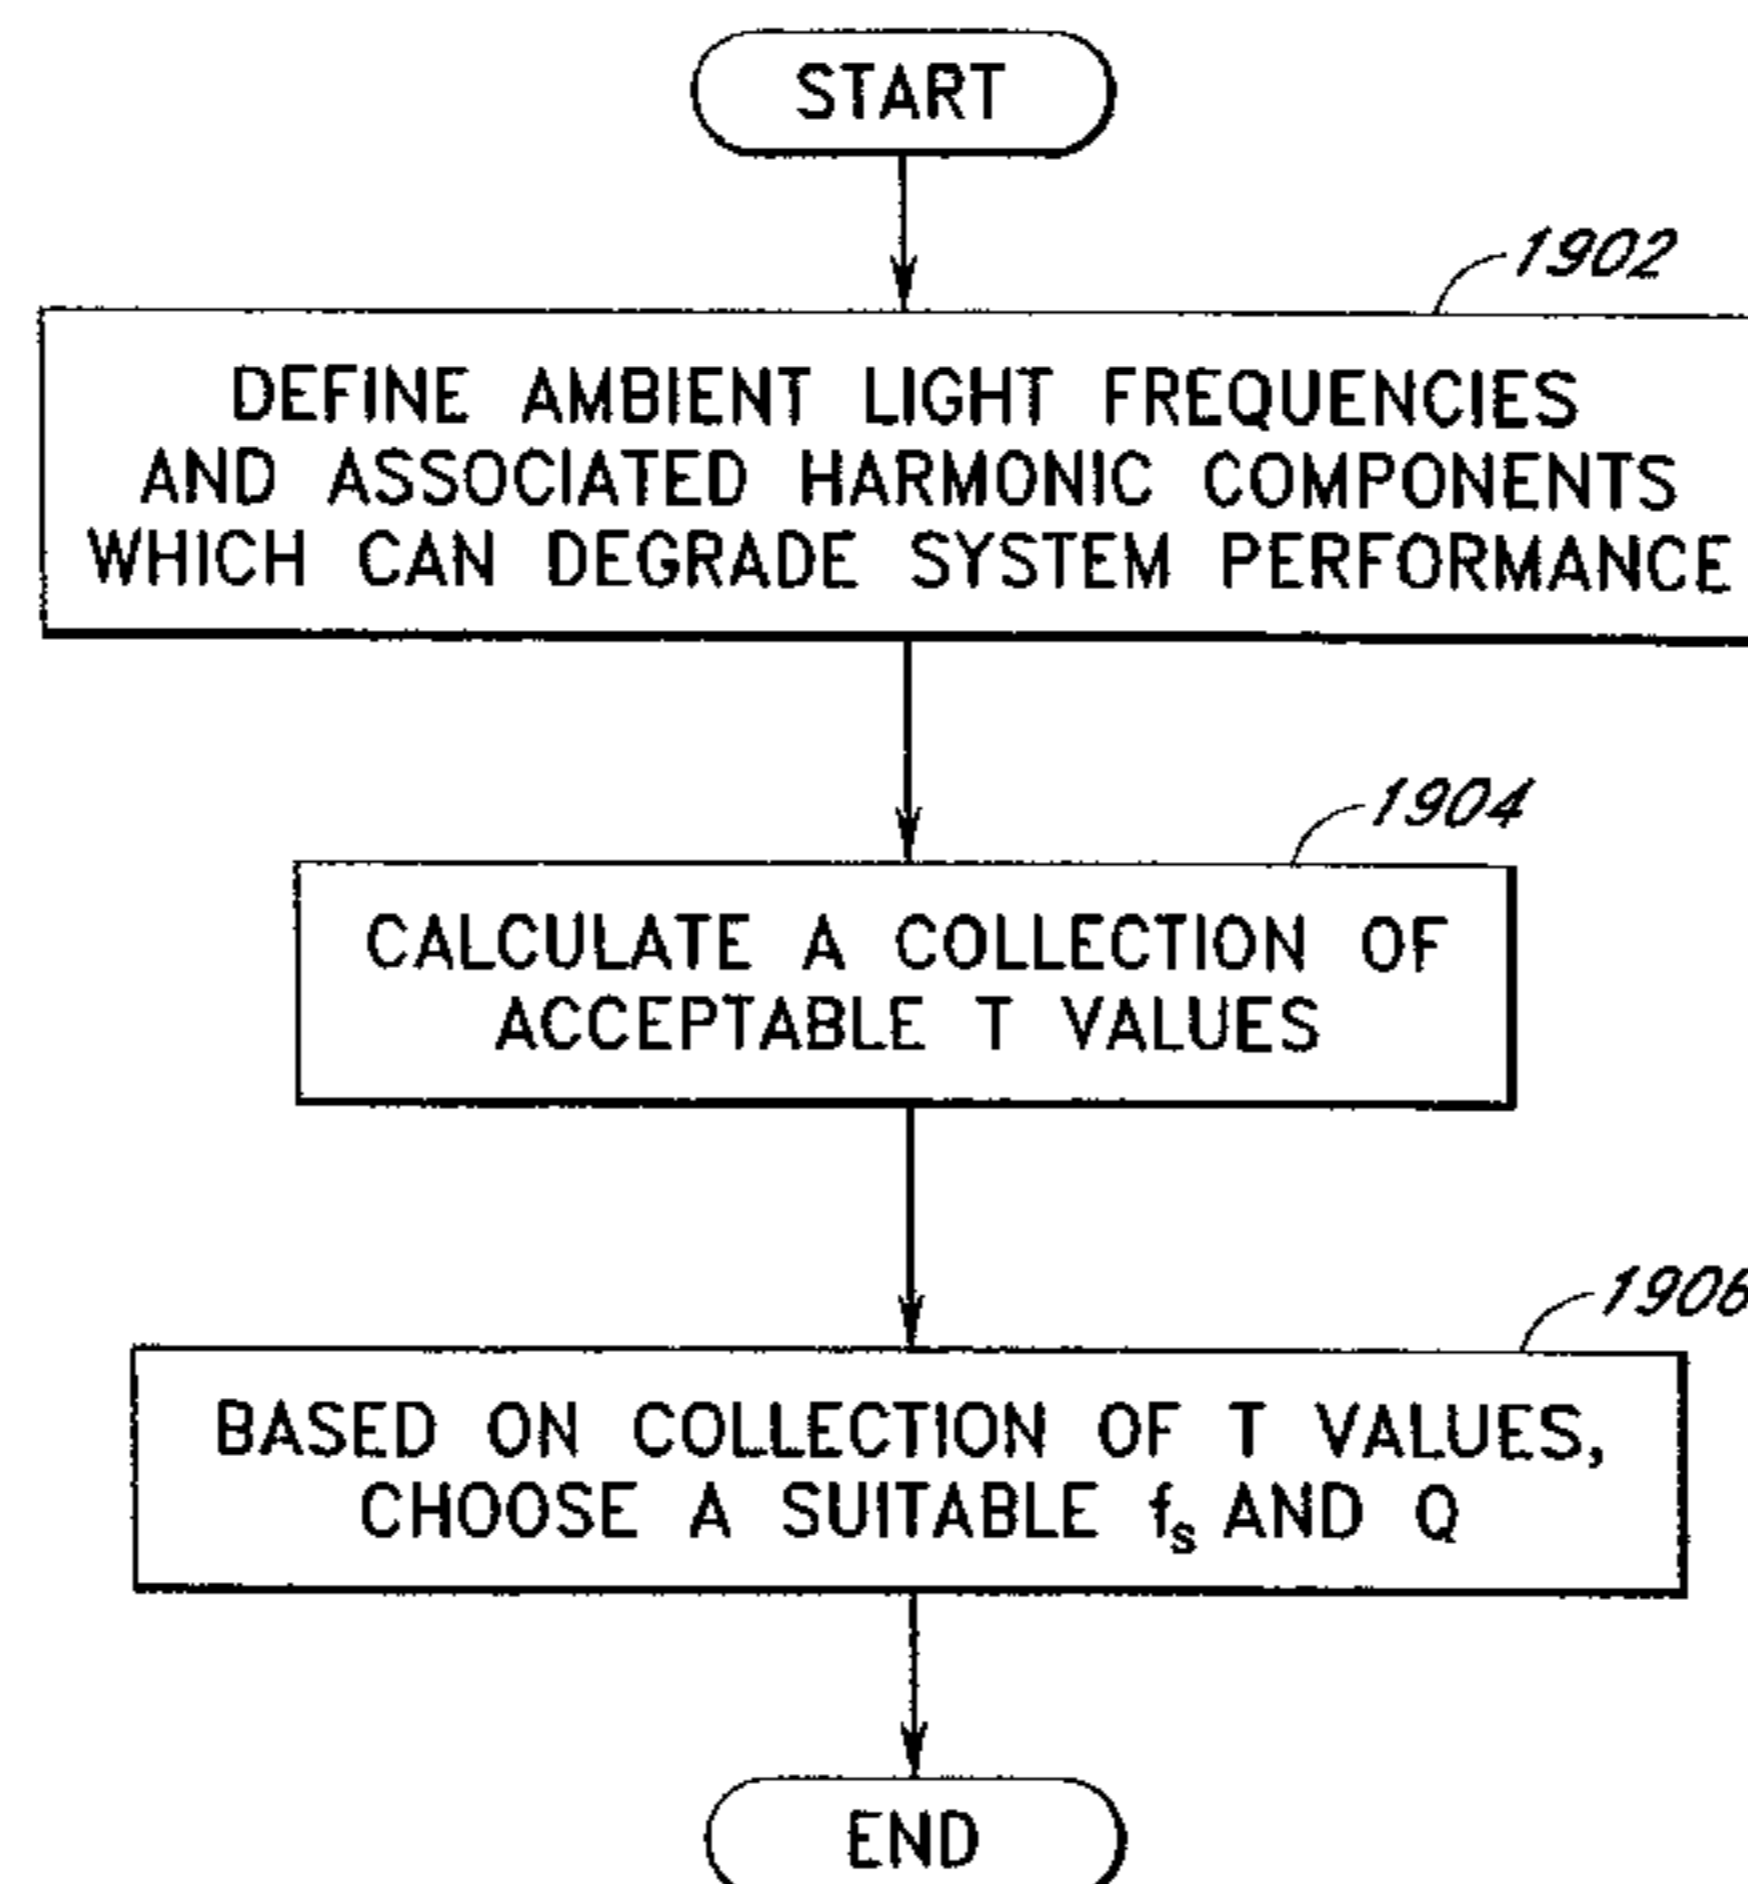 START
1902
DEFINE AMBIENT LIGHT FREQUENCIES
AND ASSOCIATED HARMONIC COMPONENTS
WHICH CAN DEGRADE SYSTEM PERFORMANCE
1904
CALCULATE A COLLECTION OF
ACCEPTABLE T VALUES
1906
BASED ON COLLECTION OF T VALUES,
CHOOSE A SUITABLE fs AND Q
END